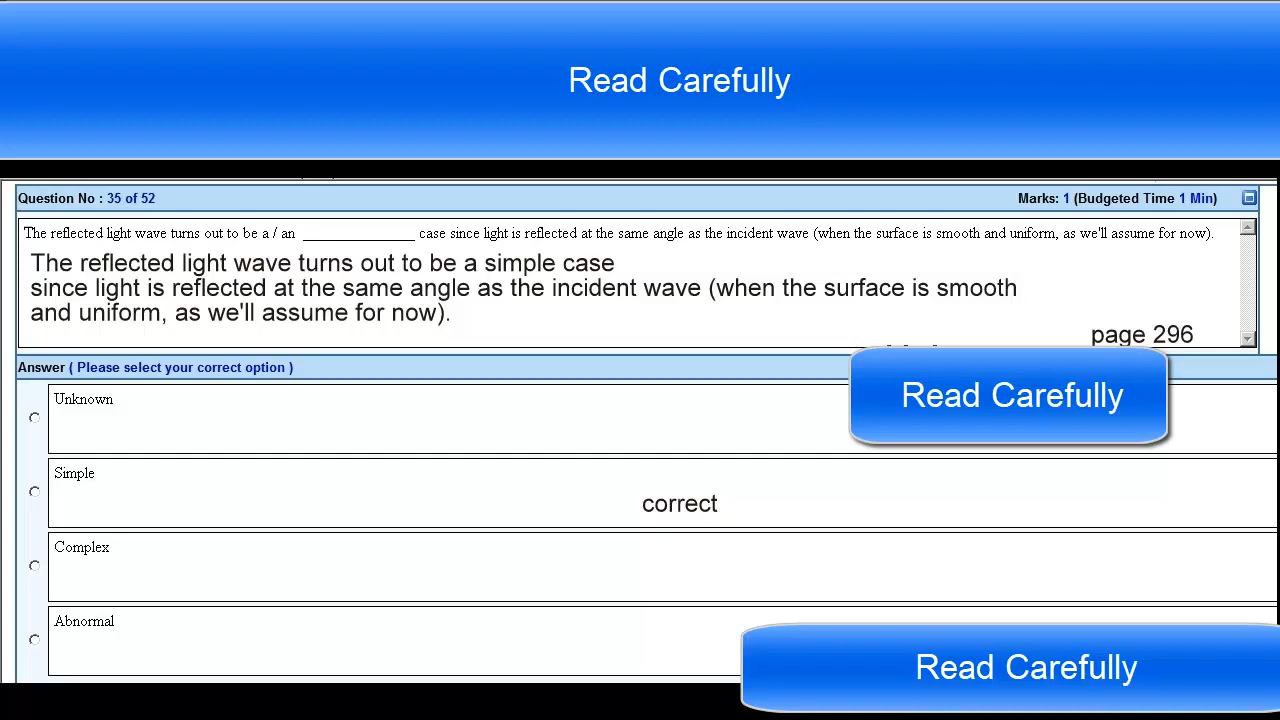 Read Carefully
Question No : 35 of 52 Marks: 1 (Budgeted Time 1 Min)
The reflected light wave turns out to be a / an _______________ case since light is reflected at the same angle as the incident wave (when the surface is smooth and uniform, as we'll assume for now).
The reflected light wave turns out to be a simple case
since light is reflected at the same angle as the incident wave (when the surface is smooth
and uniform, as we'll assume for now).
page 296
Answer ( Please select your correct option )
Read Carefully
Unknown
Simple
correct
Complex
Abnormal
Read Carefully